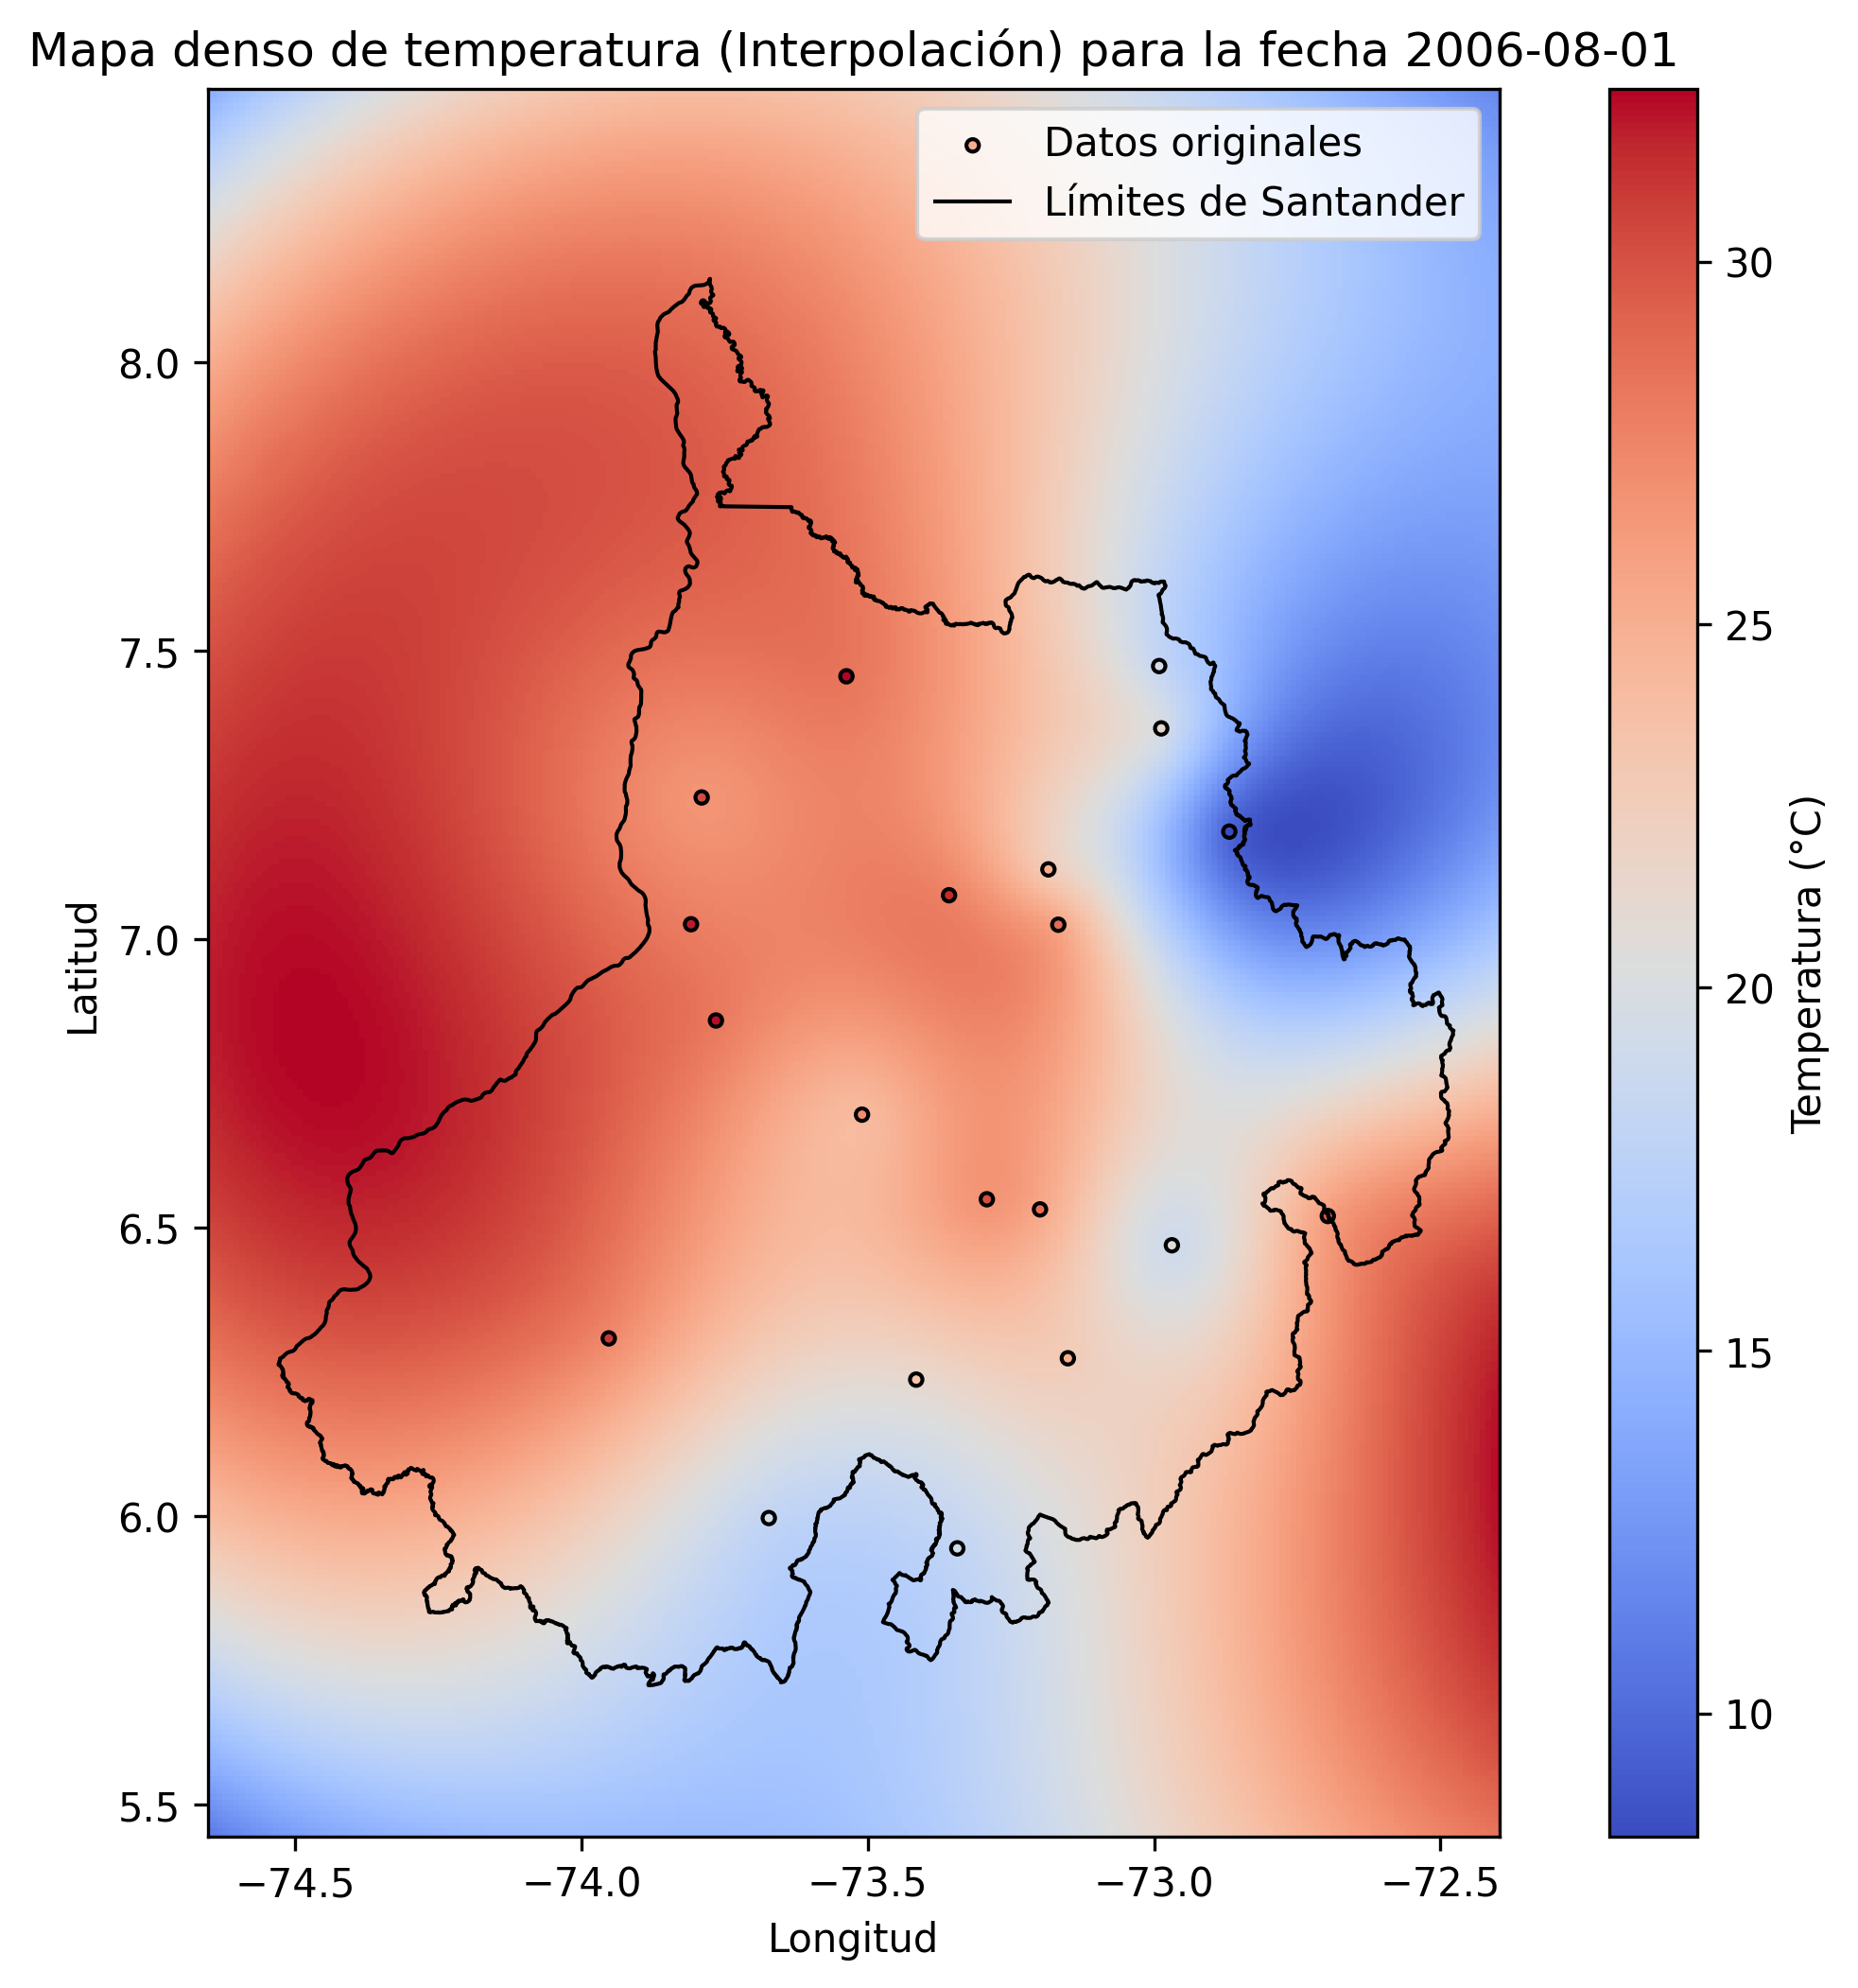 Mapa denso de temperatura (Interpolación) para la fecha 2006-08-01
Datos originales
Límites de Santander
8.0
7.5
7.0
6.5
6.0
5.5
Latitud
−74.5
−74.0
−73.5
−73.0
−72.5
Longitud
30
25
20
15
10
Temperatura (°C)